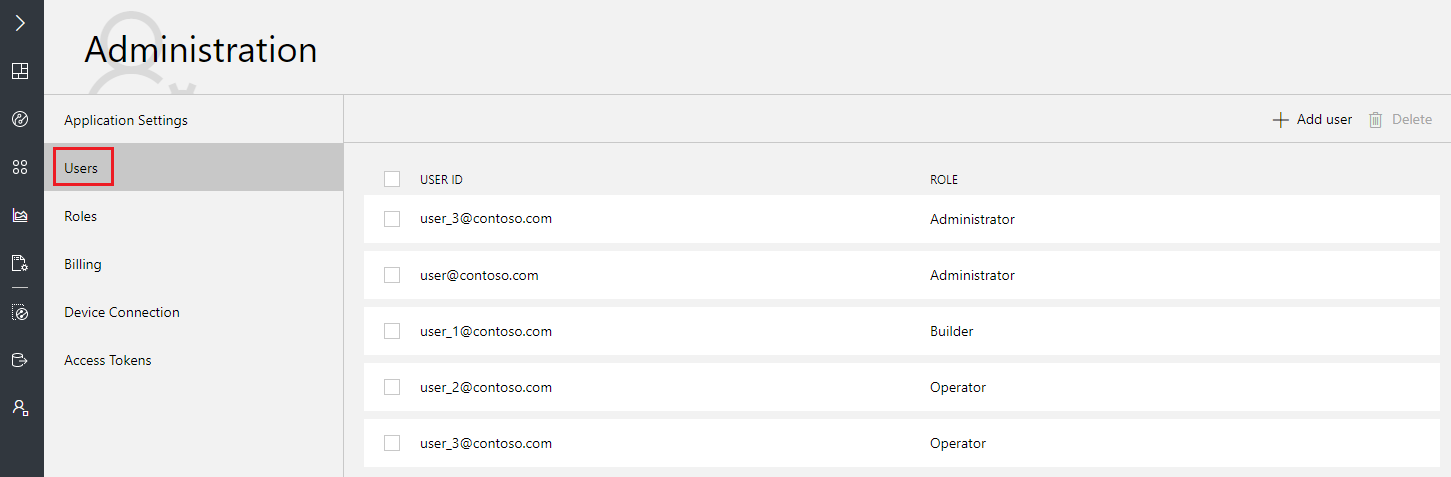 Administration
Application Settings
Users
Roles
Billing
Device Connection
Access Tokens
Add user Delete
USER ID ROLE
user_3@contoso.com Administrator
user@contoso.com Administrator
user_1@contoso.com Builder
user_2@contoso.com Operator
user_3@contoso.com Operator